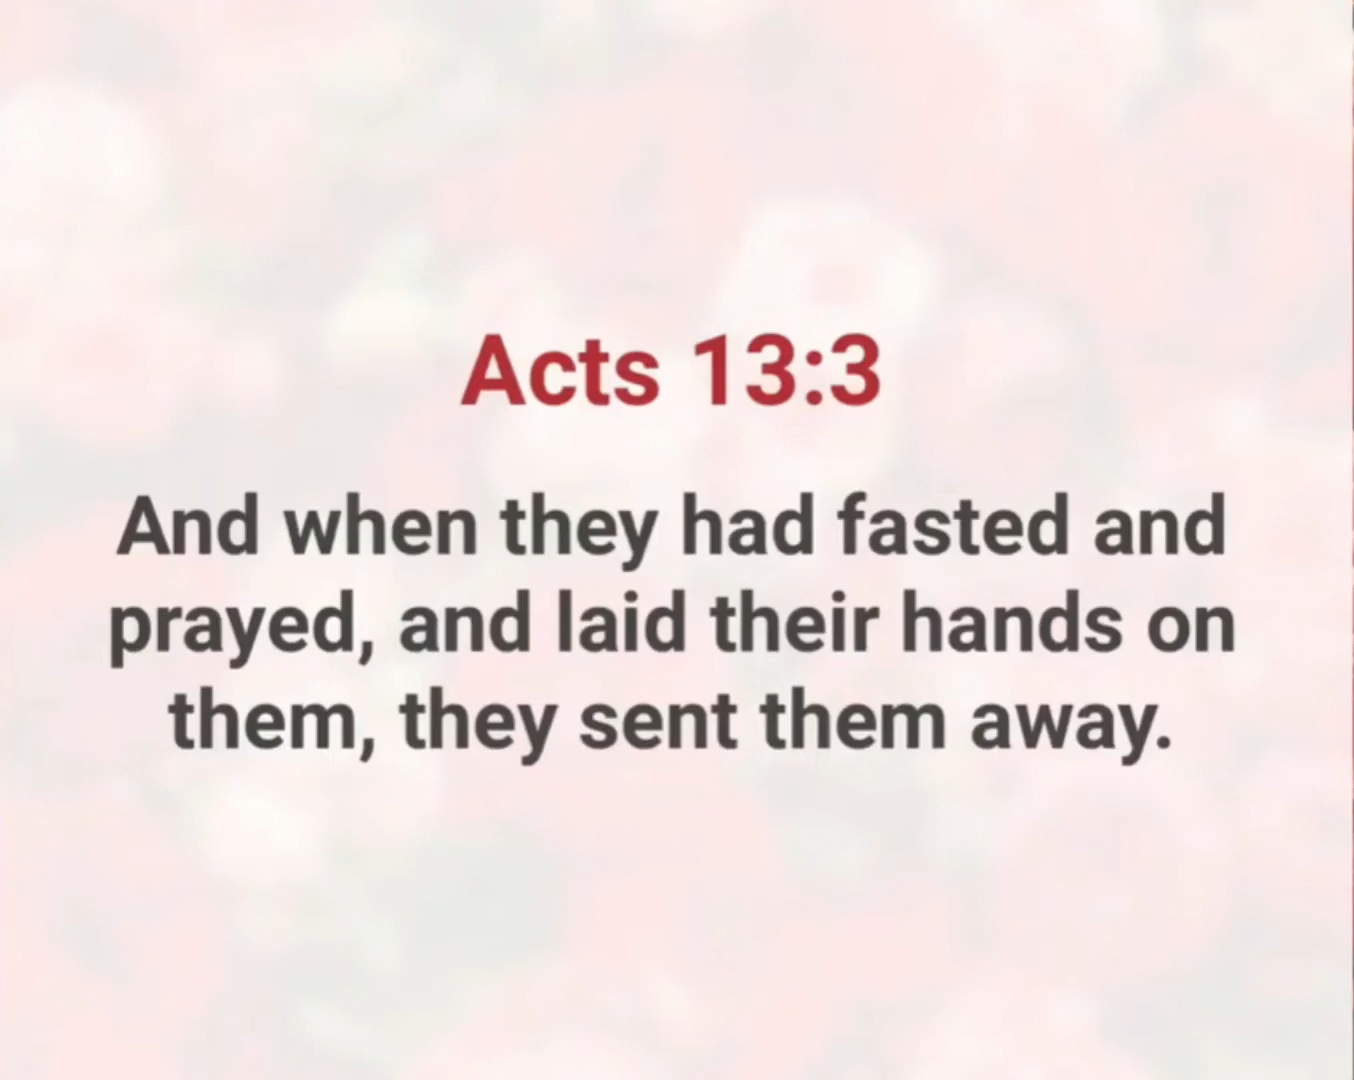 Acts 13:3
And when they had fasted and
prayed, and laid their hands on
them, they sent them away.